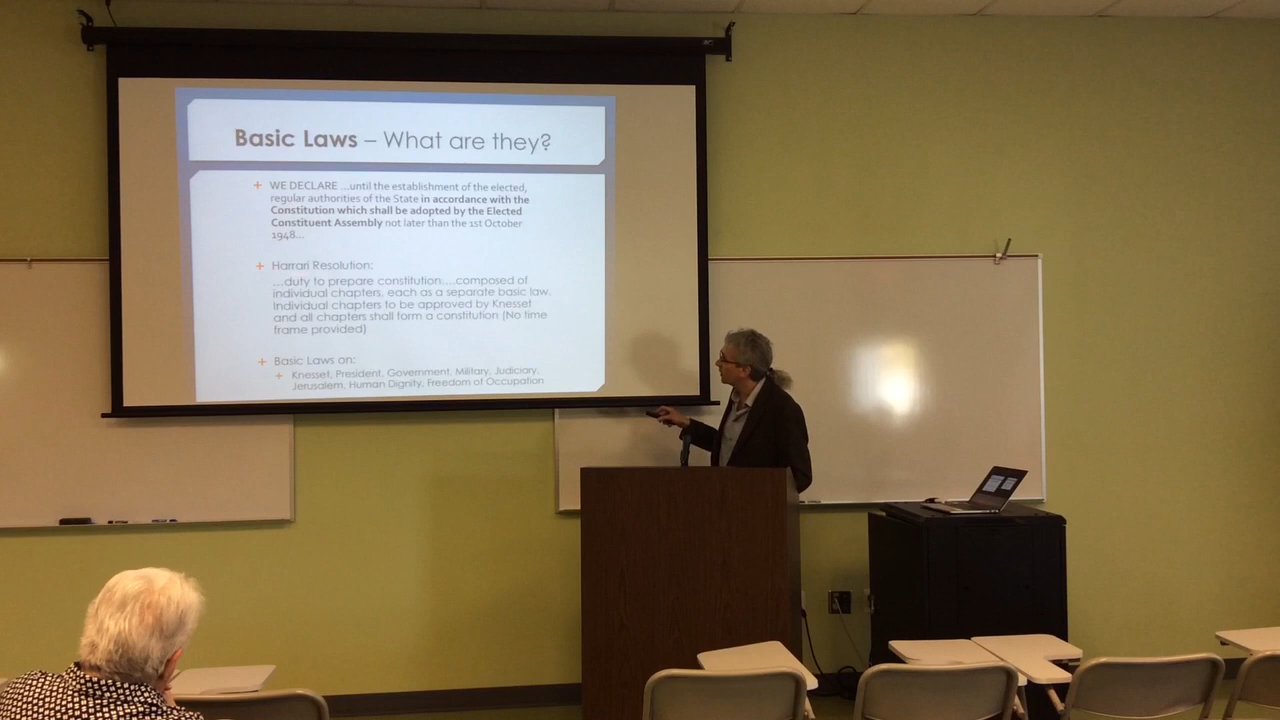 Basic Laws – What are they?
+ WE DECLARE ...until the establishment of the elected,
regular authorities of the State in accordance with the
Constitution which shall be adopted by the Elected
Constituent Assembly not later than the 1st October
1948...
+ Harrari Resolution:
...duty to prepare constitution....composed of
individual chapters, each as a separate basic law.
Individual chapters to be approved by Knesset
and all chapters shall form a constitution (No time
frame provided)
+ Basic Laws on:
+ Knesset, President, Government, Military, Judiciary,
Jerusalem, Human Dignity, Freedom of Occupation